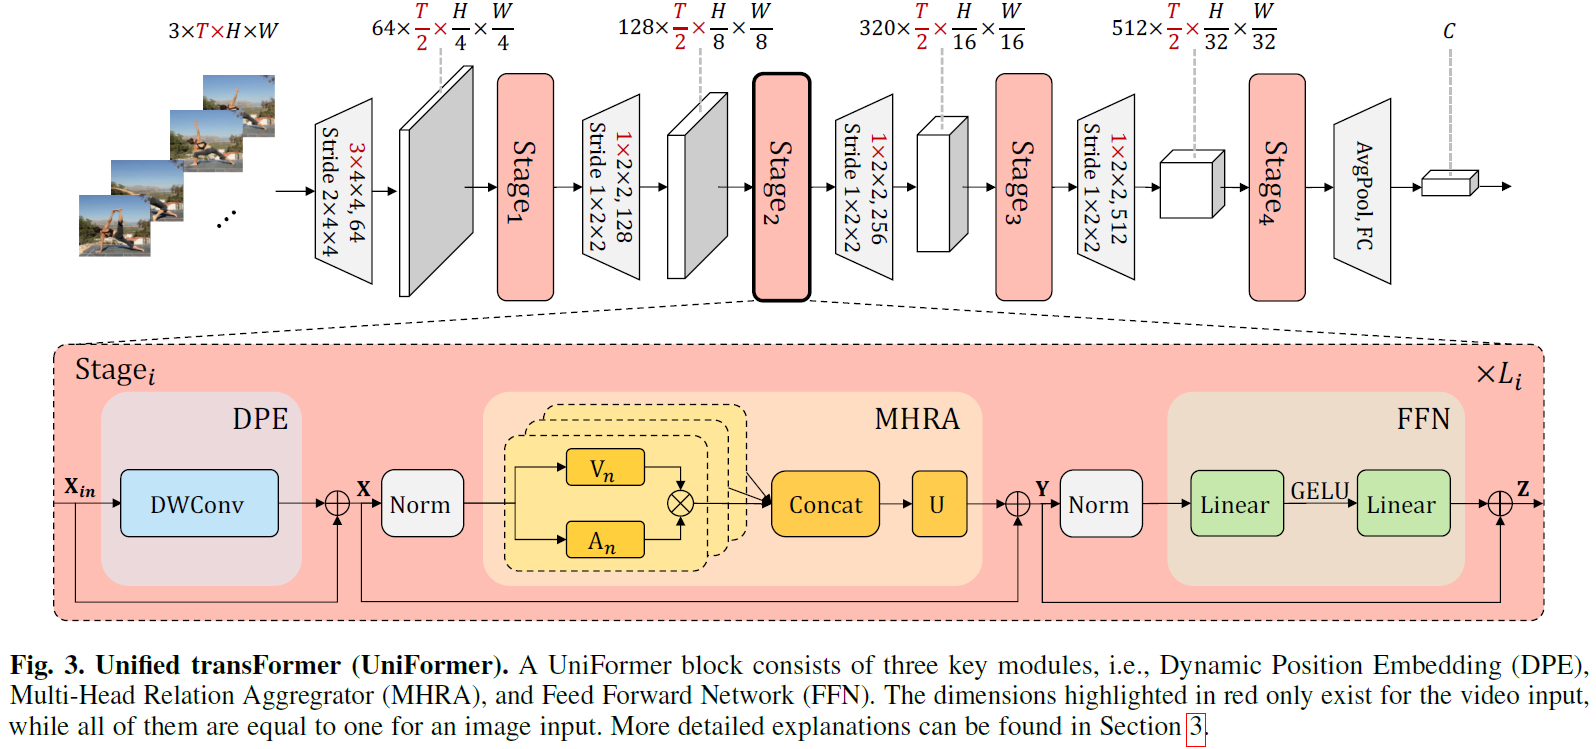 3×T×H×W
64×T/2×H/4×W/4
128×T/2×H/8×W/8
320×T/2×H/16×W/16
512×T/2×H/32×W/32
C
3×4×4, 64
Stride 2×4×4
Stage1
1×2×2, 128
Stride 1×2×2
Stage2
1×2×2, 256
Stride 1×2×2
Stage3
1×2×2, 512
Stride 1×2×2
Stage4
AvgPool, FC
Stage_i
×L_i
DPE
MHRA
FFN
X_in
DWConv
X
Norm
V_n
A_n
Concat
U
Y
Norm
Linear
GELU
Linear
Z
Fig. 3. Unified transFormer (UniFormer). A UniFormer block consists of three key modules, i.e., Dynamic Position Embedding (DPE),
Multi-Head Relation Aggregrator (MHRA), and Feed Forward Network (FFN). The dimensions highlighted in red only exist for the video input,
while all of them are equal to one for an image input. More detailed explanations can be found in Section 3.